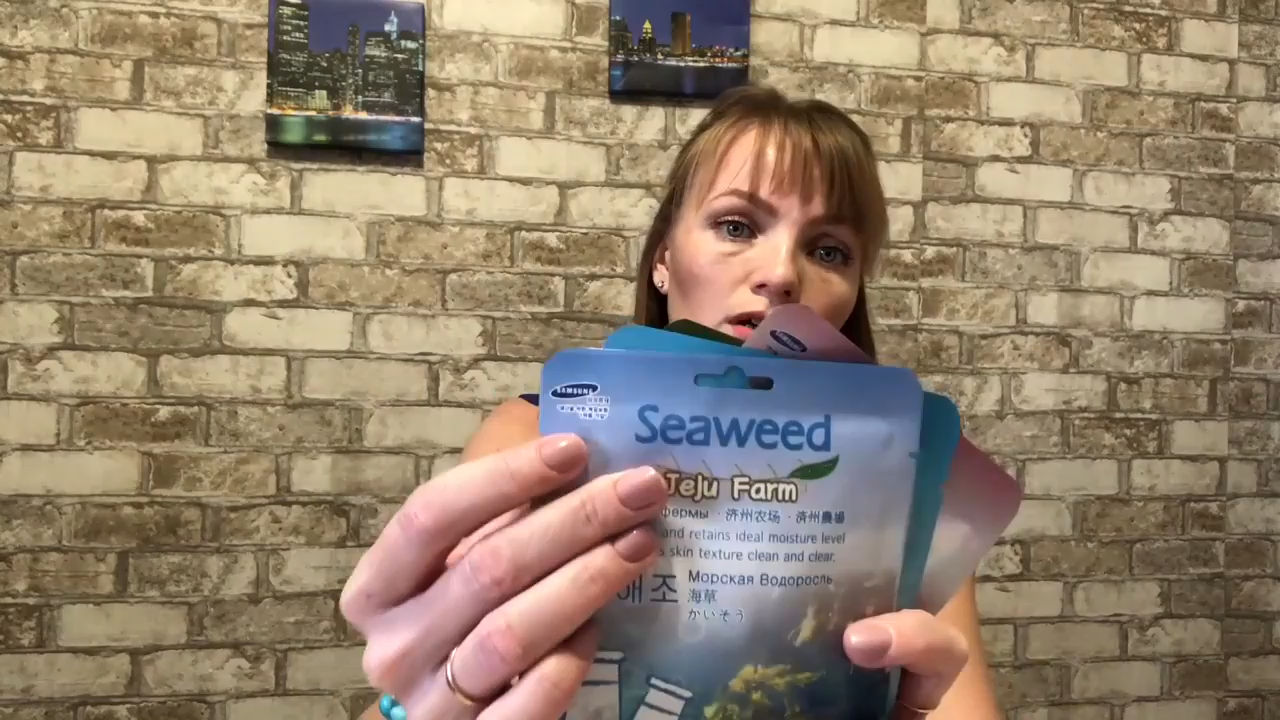 SAMSUNG
Seaweed
Jeju Farm
фермы · 济州农场 · 済州農場
and retains ideal moisture level
skin texture clean and clear.
해조 Морская Водоросль
海草
かいそう
SAMSUNG